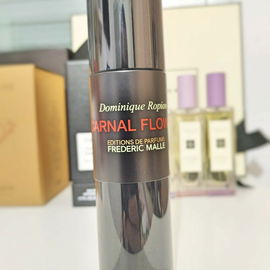 Dominique Ropion
CARNAL FLOW
EDITIONS DE PARFUMS
FREDERIC MALLE